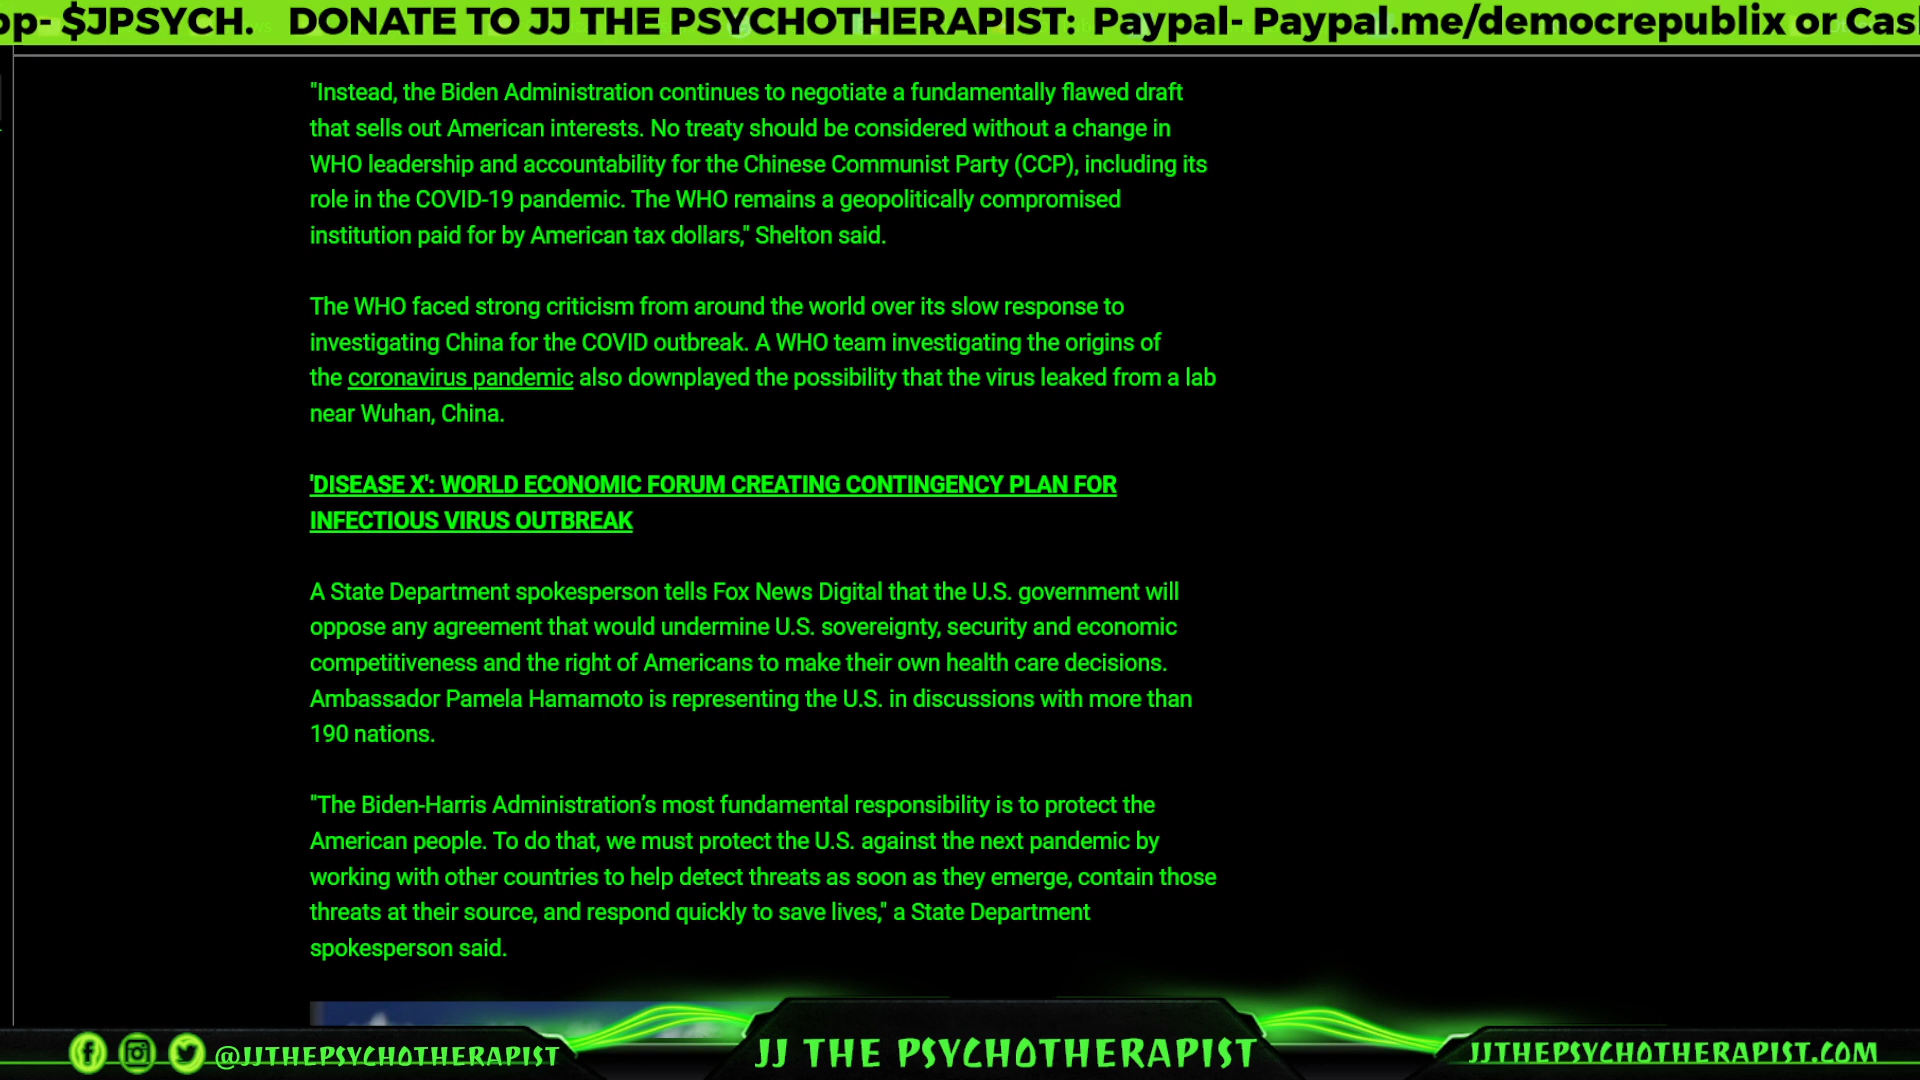 pp- $JPSYCH.   DONATE TO JJ THE PSYCHOTHERAPIST:  Paypal- Paypal.me/democrepublix or Cas
"Instead, the Biden Administration continues to negotiate a fundamentally flawed draft
that sells out American interests. No treaty should be considered without a change in
WHO leadership and accountability for the Chinese Communist Party (CCP), including its
role in the COVID-19 pandemic. The WHO remains a geopolitically compromised
institution paid for by American tax dollars," Shelton said.
The WHO faced strong criticism from around the world over its slow response to
investigating China for the COVID outbreak. A WHO team investigating the origins of
the coronavirus pandemic also downplayed the possibility that the virus leaked from a lab
near Wuhan, China.
'DISEASE X': WORLD ECONOMIC FORUM CREATING CONTINGENCY PLAN FOR
INFECTIOUS VIRUS OUTBREAK
A State Department spokesperson tells Fox News Digital that the U.S. government will
oppose any agreement that would undermine U.S. sovereignty, security and economic
competitiveness and the right of Americans to make their own health care decisions.
Ambassador Pamela Hamamoto is representing the U.S. in discussions with more than
190 nations.
"The Biden-Harris Administration’s most fundamental responsibility is to protect the
American people. To do that, we must protect the U.S. against the next pandemic by
working with other countries to help detect threats as soon as they emerge, contain those
threats at their source, and respond quickly to save lives," a State Department
spokesperson said.
@JJTHEPSYCHOTHERAPIST
JJ THE PSYCHOTHERAPIST
JJTHEPSYCHOTHERAPIST.COM